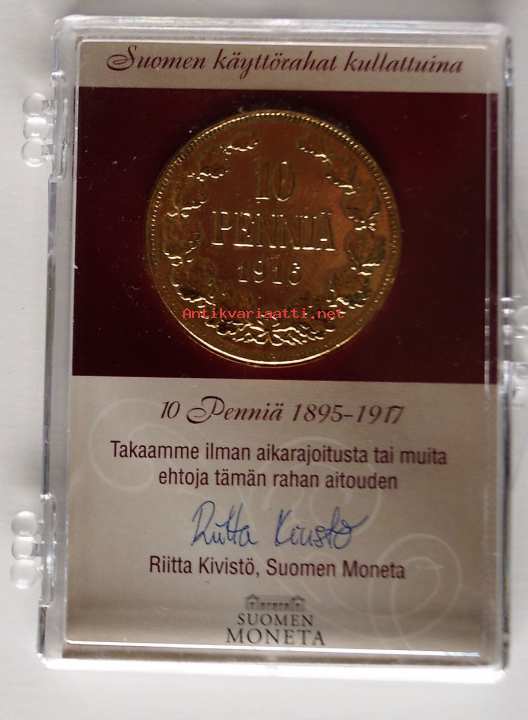 Suomen käyttörahat kullattuina
10
PENNIÄ
1916
Antikvariaatti.net
10 Penniä 1895-1917
Takaamme ilman aikarajoitusta tai muita
ehtoja tämän rahan aitouden
Riitta Kivistö
Riitta Kivistö, Suomen Moneta
SUOMEN
MONETA